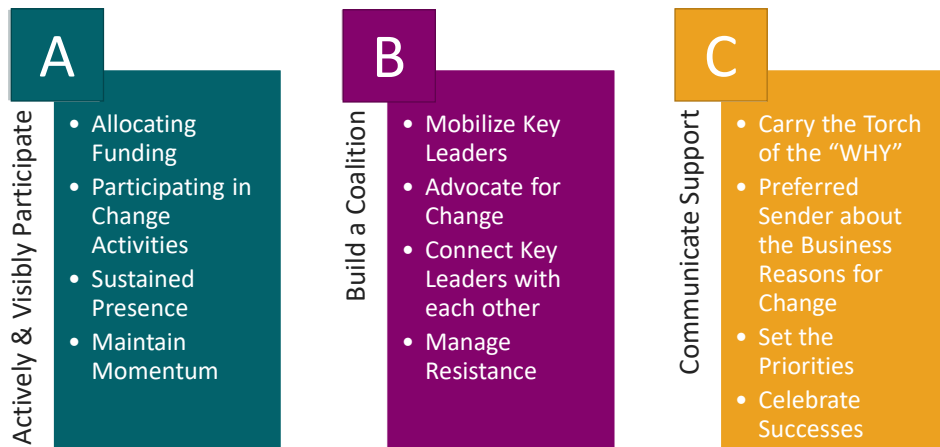 A
Actively & Visibly Participate
• Allocating
Funding
• Participating in
Change
Activities
• Sustained
Presence
• Maintain
Momentum
B
Build a Coalition
• Mobilize Key
Leaders
• Advocate for
Change
• Connect Key
Leaders with
each other
• Manage
Resistance
C
Communicate Support
• Carry the Torch
of the “WHY”
• Preferred
Sender about
the Business
Reasons for
Change
• Set the
Priorities
• Celebrate
Successes